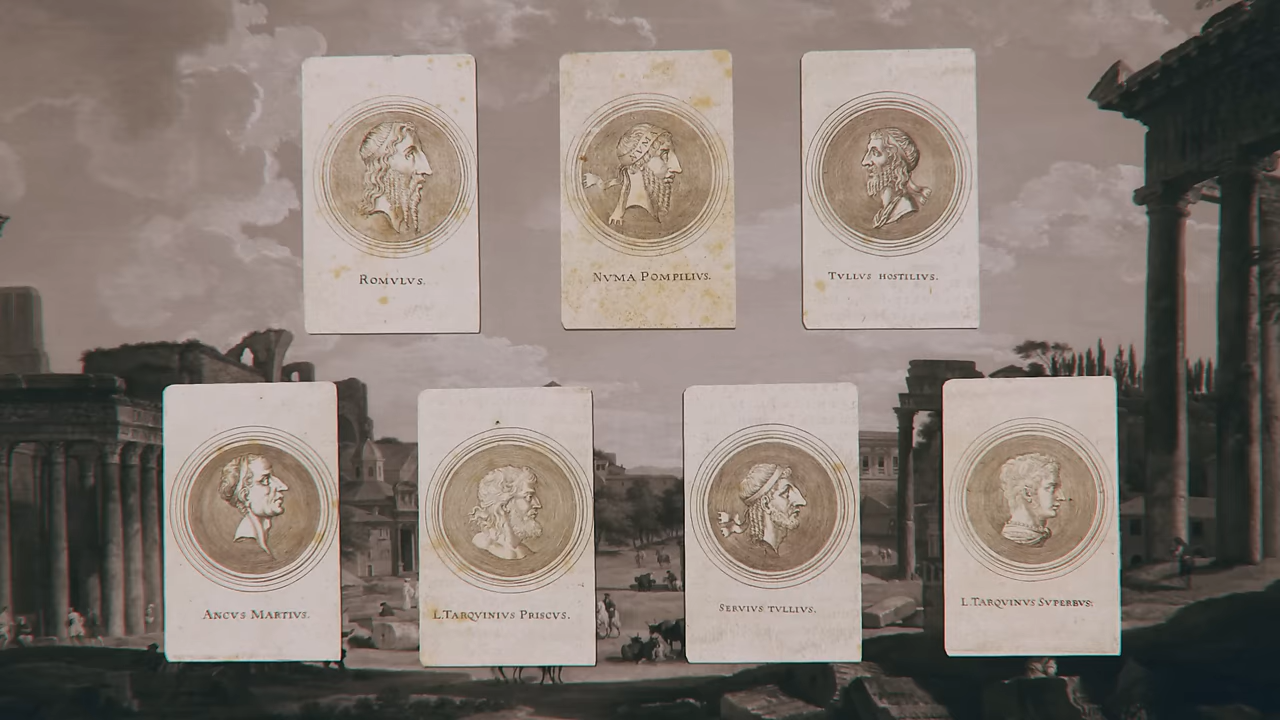 ROMVLVS.
NVMA POMPILIVS.
TVLLVS HOSTILIVS.
ANCVS MARTIVS.
L.TARQVINIVS PRISCVS.
SERVIVS TVLLIVS.
L.TARQVINVS SVPERBVS: